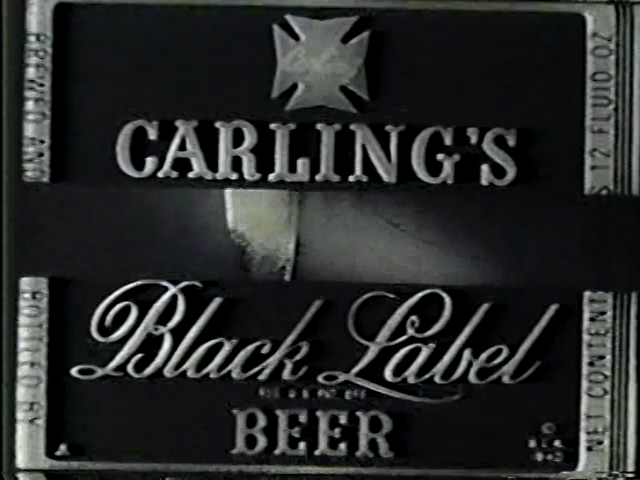 CARLING'S
Black Label
BEER
BREWED AND
BOTTLED BY
NET CONTENTS 12 FLUID OZ